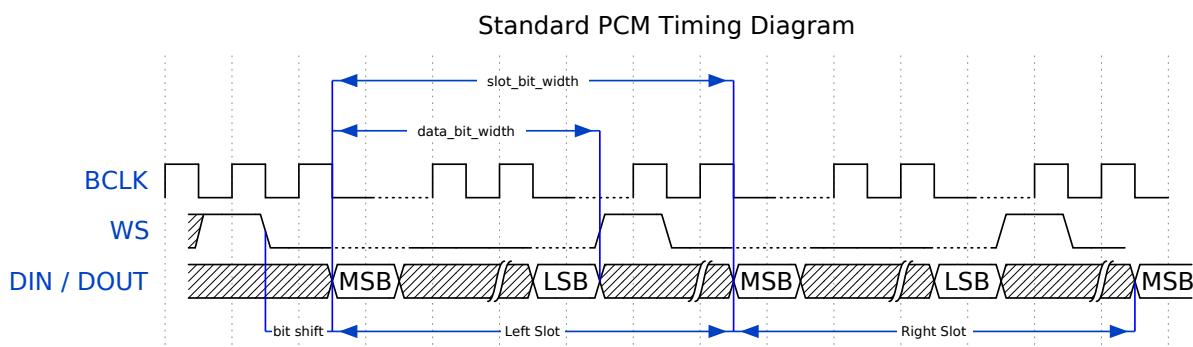 Standard PCM Timing Diagram
slot_bit_width
data_bit_width
BCLK
WS
DIN / DOUT MSB LSB MSB LSB MSB
bit shift Left Slot Right Slot